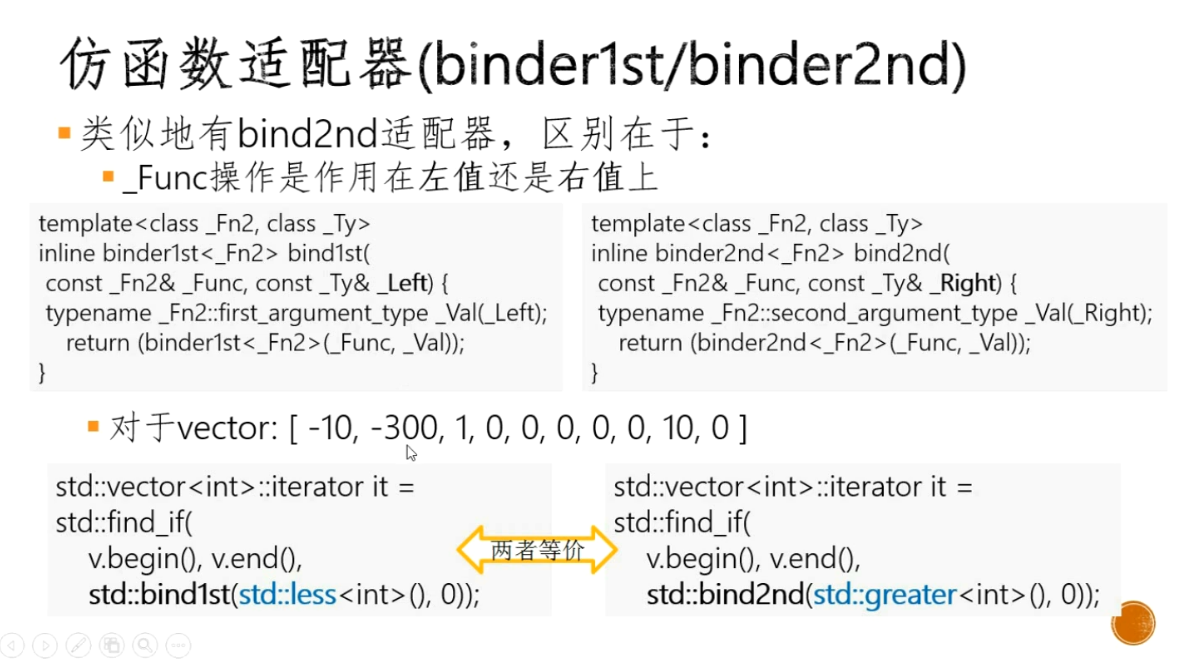 仿函数适配器(binder1st/binder2nd)
类似地有bind2nd适配器，区别在于：
_Func操作是作用在左值还是右值上
template<class _Fn2, class _Ty>
inline binder1st<_Fn2> bind1st(
const _Fn2& _Func, const _Ty& _Left) {
typename _Fn2::first_argument_type _Val(_Left);
return (binder1st<_Fn2>(_Func, _Val));
}
template<class _Fn2, class _Ty>
inline binder2nd<_Fn2> bind2nd(
const _Fn2& _Func, const _Ty& _Right) {
typename _Fn2::second_argument_type _Val(_Right);
return (binder2nd<_Fn2>(_Func, _Val));
}
对于vector: [ -10, -300, 1, 0, 0, 0, 0, 0, 10, 0 ]
std::vector<int>::iterator it =
std::find_if(
v.begin(), v.end(),
std::bind1st(std::less<int>(), 0));
两者等价
std::vector<int>::iterator it =
std::find_if(
v.begin(), v.end(),
std::bind2nd(std::greater<int>(), 0));